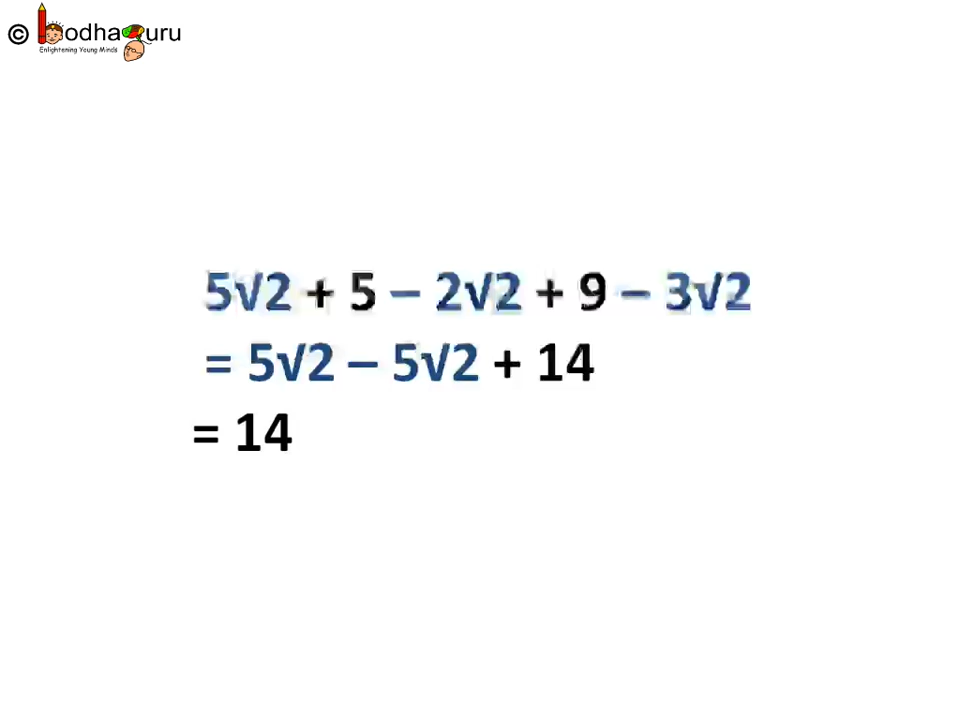 © BodhaGuru
Enlightening Young Minds
5√2 + 5 – 2√2 + 9 – 3√2
= 5√2 – 5√2 + 14
= 14